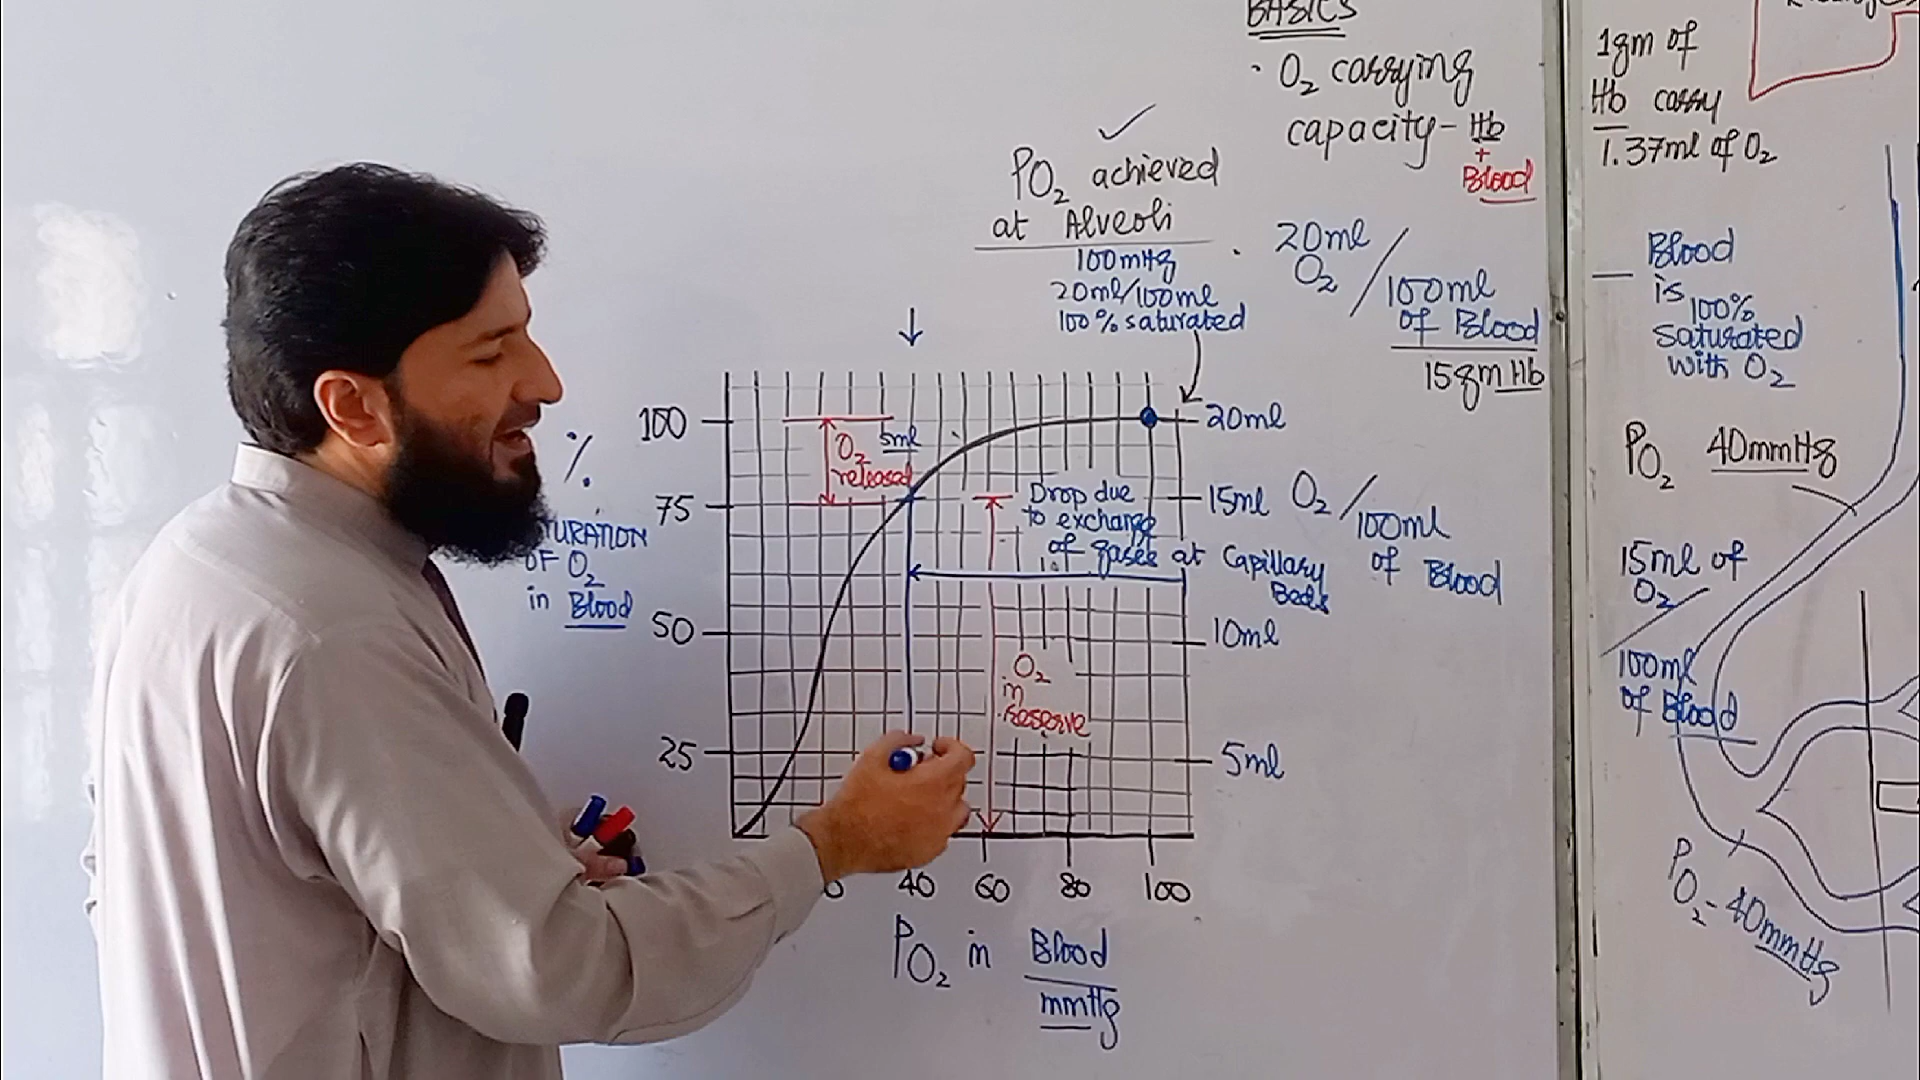 BASICS
· O₂ carrying
capacity - Hb
+
Blood
PO₂ achieved
at Alveoli
100mHg
20ml/100ml
100% saturated
· 20ml
O₂ / 100ml
of Blood
15gm Hb
%
TURATION
OF O₂
in Blood
100
75
50
25
5ml
O₂
released
Drop due
to exchange
of gases at Capillary
Beds
O₂
in
Reserve
20ml
15ml O₂ / 100ml
of Blood
10ml
5ml
0
40
60
80
100
PO₂ in Blood
mmHg
1gm of
Hb carry
1.37ml of O₂
— Blood
is
100%
saturated
with O₂
PO₂ 40mmHg
15ml of
O₂ /
100ml
of Blood
PO₂ - 40mmHg